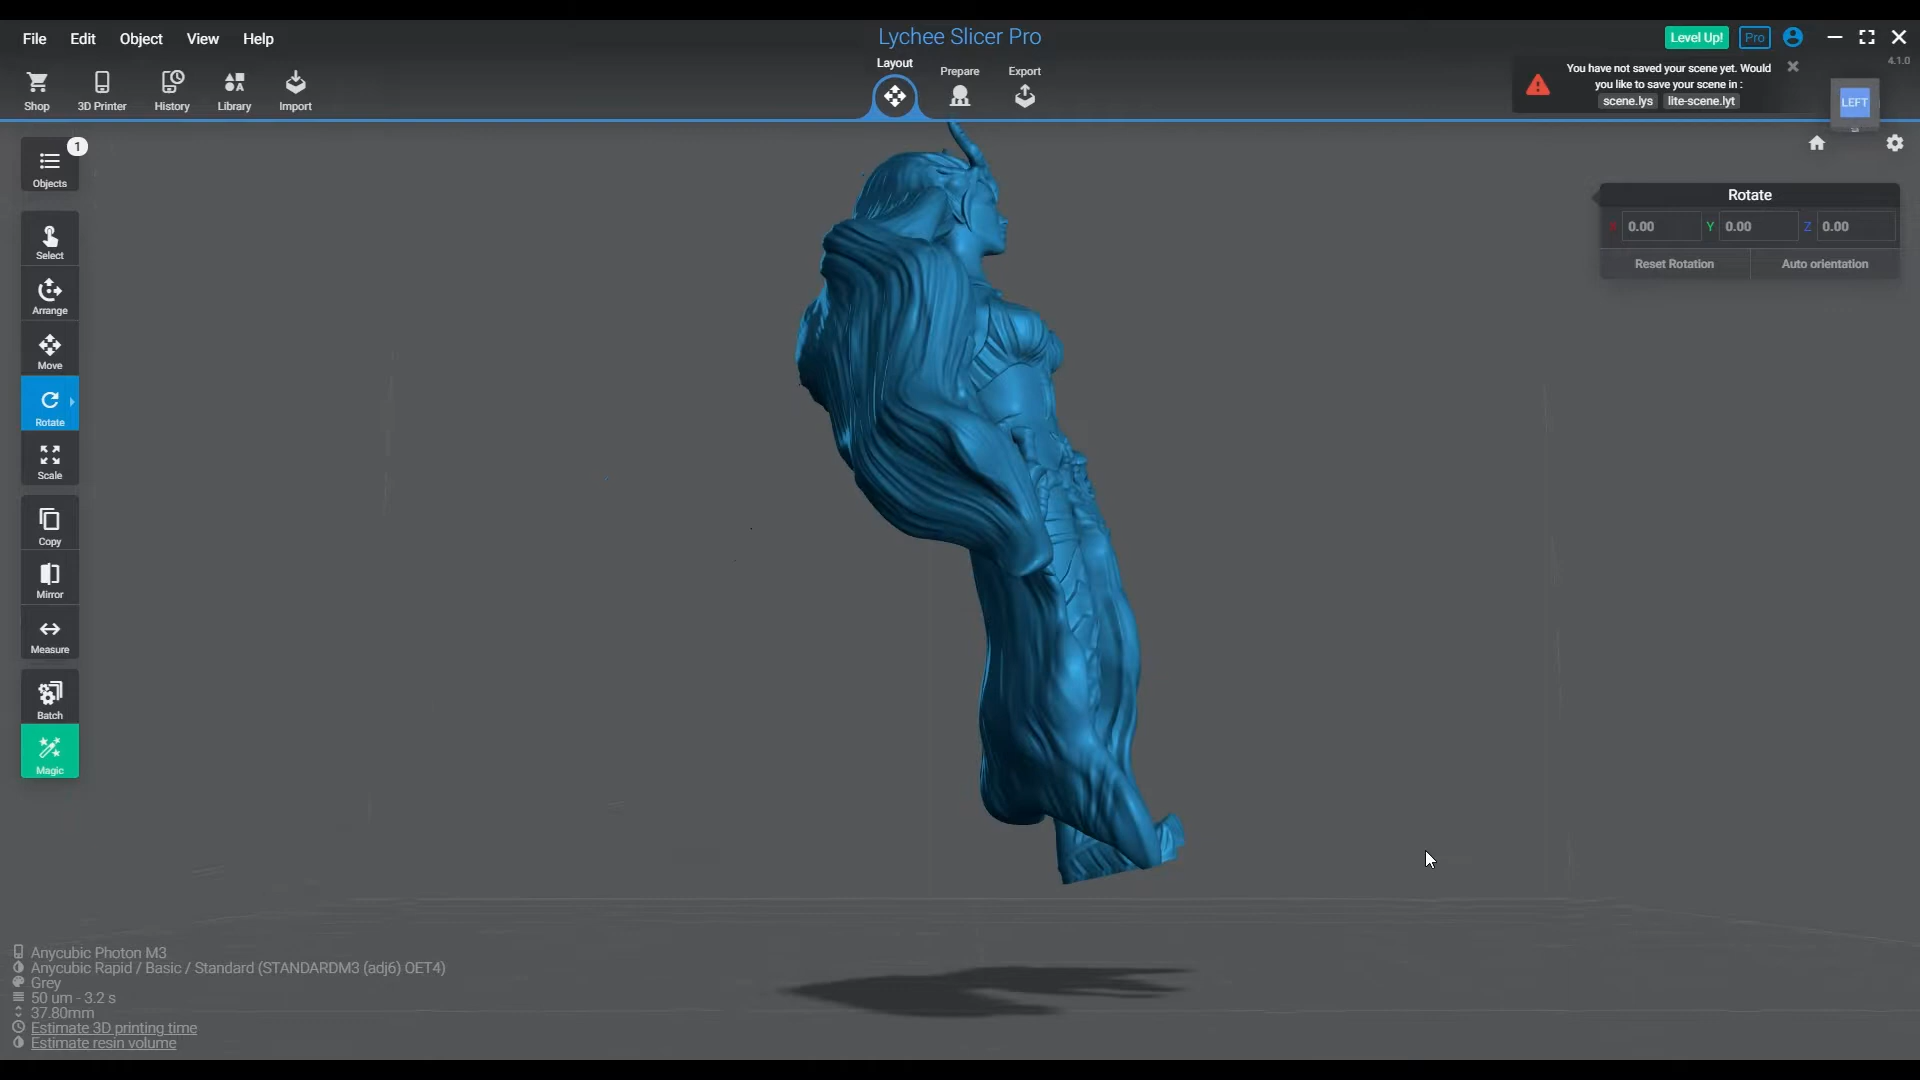 File Edit Object View Help
Lychee Slicer Pro
Level Up! Pro
4.1.0
Shop 3D Printer History Library Import
Layout Prepare Export
You have not saved your scene yet. Would
you like to save your scene in :
scene.lys lite-scene.lyt
LEFT
1
Objects
Select
Arrange
Move
Rotate
Scale
Copy
Mirror
Measure
Batch
Magic
Rotate
X 0.00 Y 0.00 Z 0.00
Reset Rotation Auto orientation
Anycubic Photon M3
Anycubic Rapid / Basic / Standard (STANDARDM3 (adj6) OET4)
Grey
50 um - 3.2 s
37.80mm
Estimate 3D printing time
Estimate resin volume